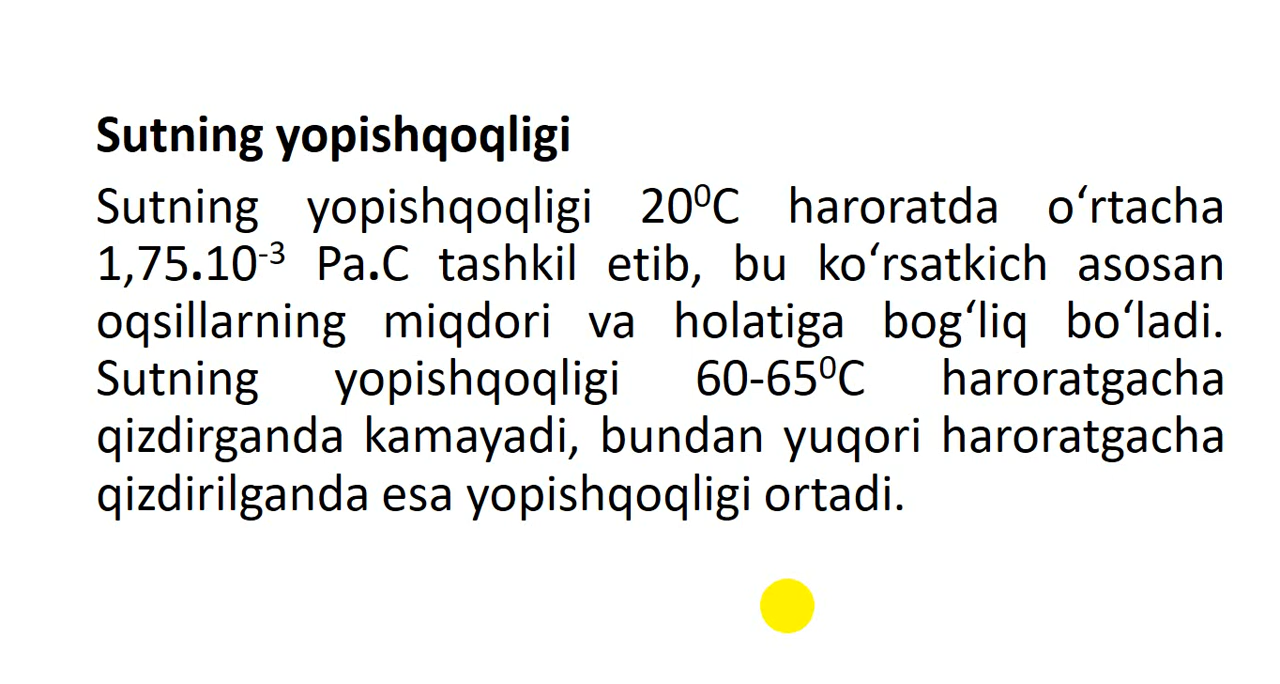 Sutning yopishqoqligi
Sutning yopishqoqligi 20⁰C haroratda o‘rtacha
1,75.10⁻³ Pa.C tashkil etib, bu ko‘rsatkich asosan
oqsillarning miqdori va holatiga bog‘liq bo‘ladi.
Sutning yopishqoqligi 60-65⁰C haroratgacha
qizdirganda kamayadi, bundan yuqori haroratgacha
qizdirilganda esa yopishqoqligi ortadi.